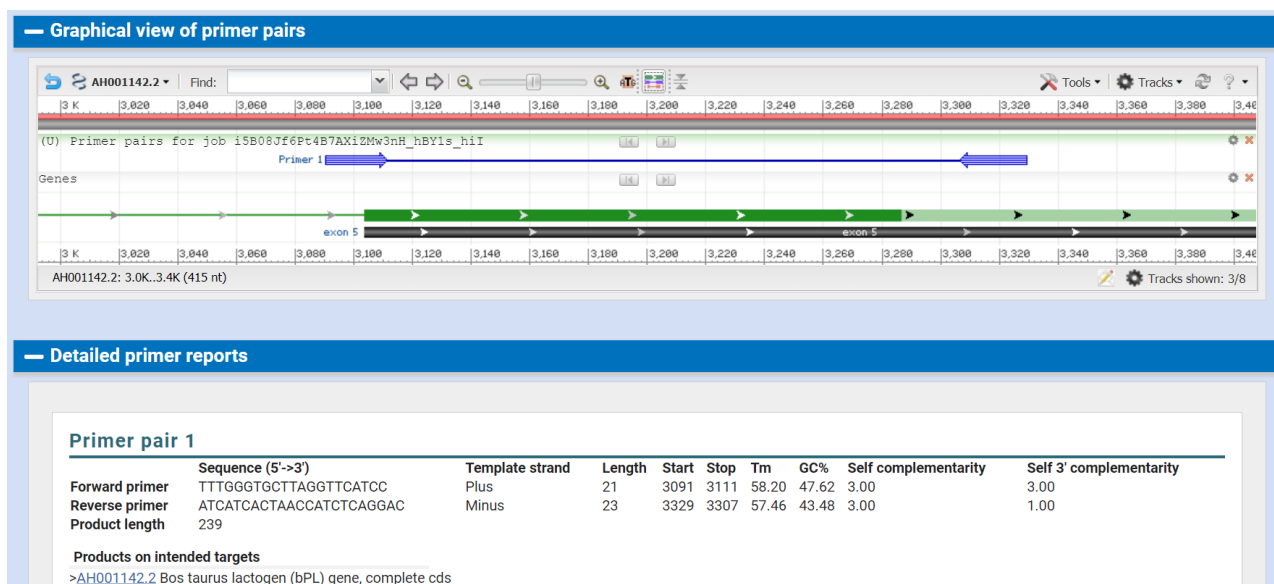 Graphical view of primer pairs
AH001142.2 Find: Tools Tracks ?
3 K 3,020 3,040 3,060 3,080 3,100 3,120 3,140 3,160 3,180 3,200 3,220 3,240 3,260 3,280 3,300 3,320 3,340 3,360 3,380 3,40
(U) Primer pairs for job i5B08Jf6Pt4B7AXiZMw3nH_hBY1s_hiI
Primer 1
Genes
exon 5 exon 5
3 K 3,020 3,040 3,060 3,080 3,100 3,120 3,140 3,160 3,180 3,200 3,220 3,240 3,260 3,280 3,300 3,320 3,340 3,360 3,380 3,40
AH001142.2: 3.0K..3.4K (415 nt) Tracks shown: 3/8
Detailed primer reports
Primer pair 1
Sequence (5'->3') Template strand Length Start Stop Tm GC% Self complementarity Self 3' complementarity
Forward primer TTTGGGTGCTTAGGTTCATCC Plus 21 3091 3111 58.20 47.62 3.00 3.00
Reverse primer ATCATCACTAACCATCTCAGGAC Minus 23 3329 3307 57.46 43.48 3.00 1.00
Product length 239
Products on intended targets
>AH001142.2 Bos taurus lactogen (bPL) gene, complete cds